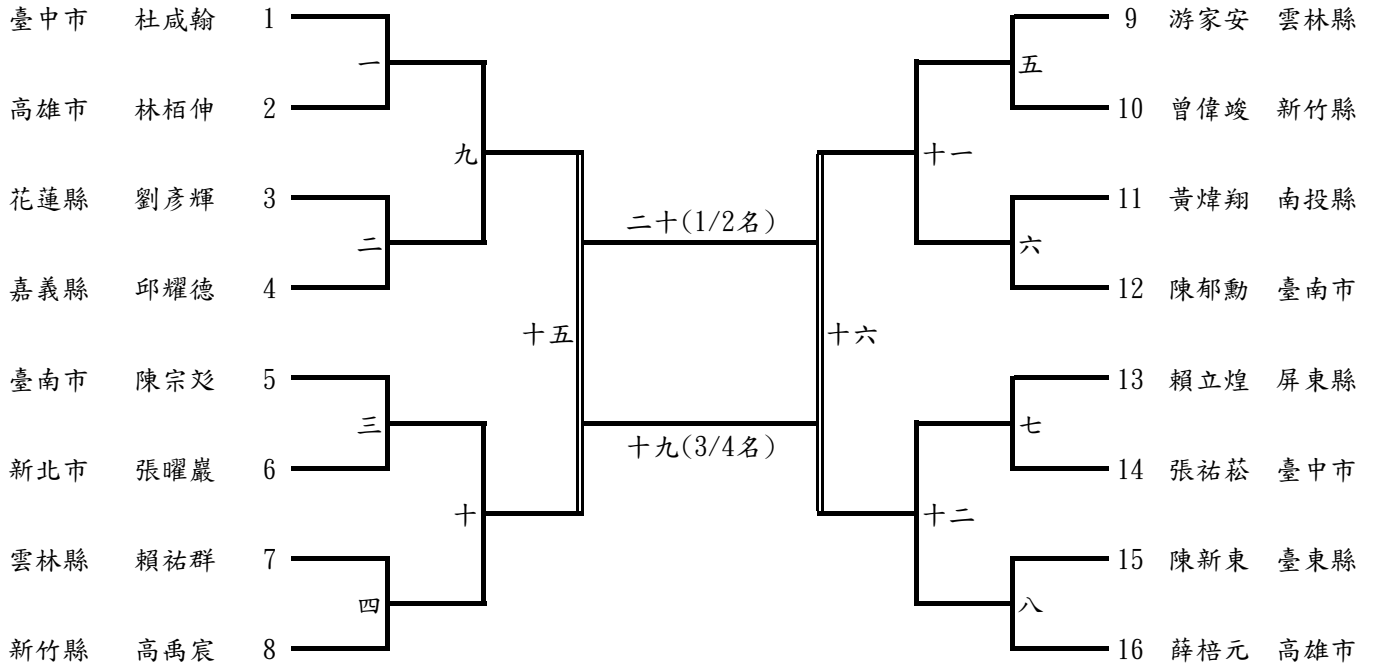 臺中市 杜咸翰 1
一
高雄市 林栢伸 2
九
花蓮縣 劉彥輝 3
二
嘉義縣 邱耀德 4
十五
臺南市 陳宗彣 5
三
新北市 張曜巖 6
十
雲林縣 賴祐群 7
四
新竹縣 高禹宸 8
二十(1/2名)
十九(3/4名)
9 游家安 雲林縣
五
10 曾偉竣 新竹縣
十一
11 黃煒翔 南投縣
六
12 陳郁勳 臺南市
十六
13 賴立煌 屏東縣
七
14 張祐菘 臺中市
十二
15 陳新東 臺東縣
八
16 薛棓元 高雄市